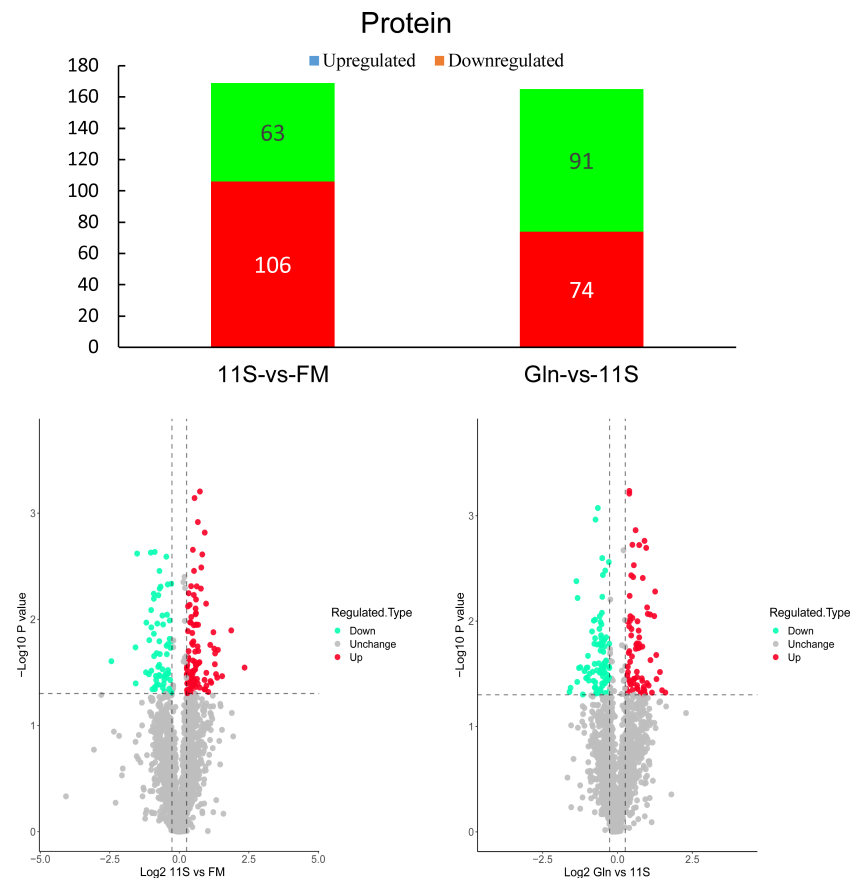 Protein
Upregulated Downregulated
180
160
140
120
100
80
60
40
20
0
63
91
106
74
11S-vs-FM Gln-vs-11S
−Log10 P value
3
2
1
0
−5.0 −2.5 0.0 2.5 5.0
Log2 11S vs FM
Regulated.Type
Down
Unchange
Up
−Log10 P value
3
2
1
0
−2.5 0.0 2.5
Log2 Gln vs 11S
Regulated.Type
Down
Unchange
Up